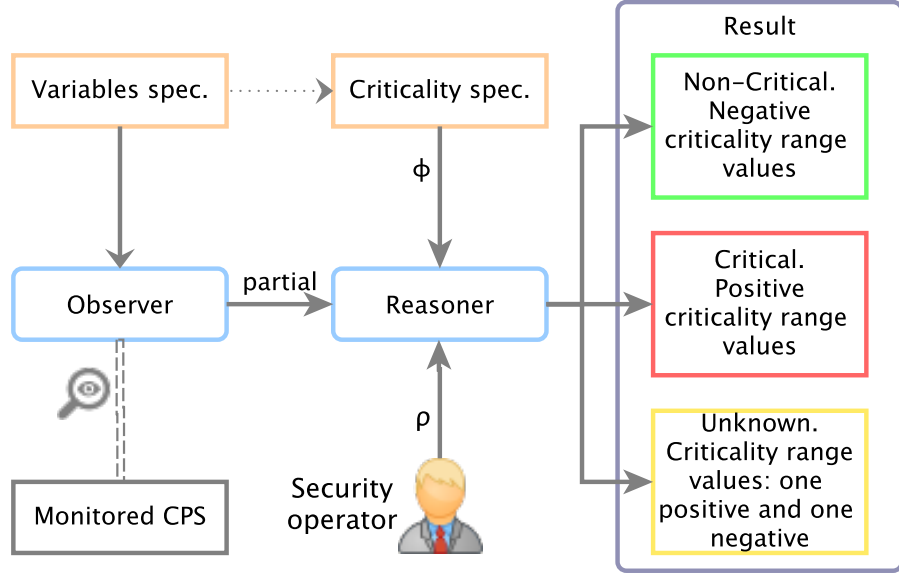 Result
Variables spec.
Criticality spec.
Non-Critical.
Negative
criticality range
values
ϕ
partial
Observer
Reasoner
Critical.
Positive
criticality range
values
ρ
Security
operator
Monitored CPS
Unknown.
Criticality range
values: one
positive and one
negative